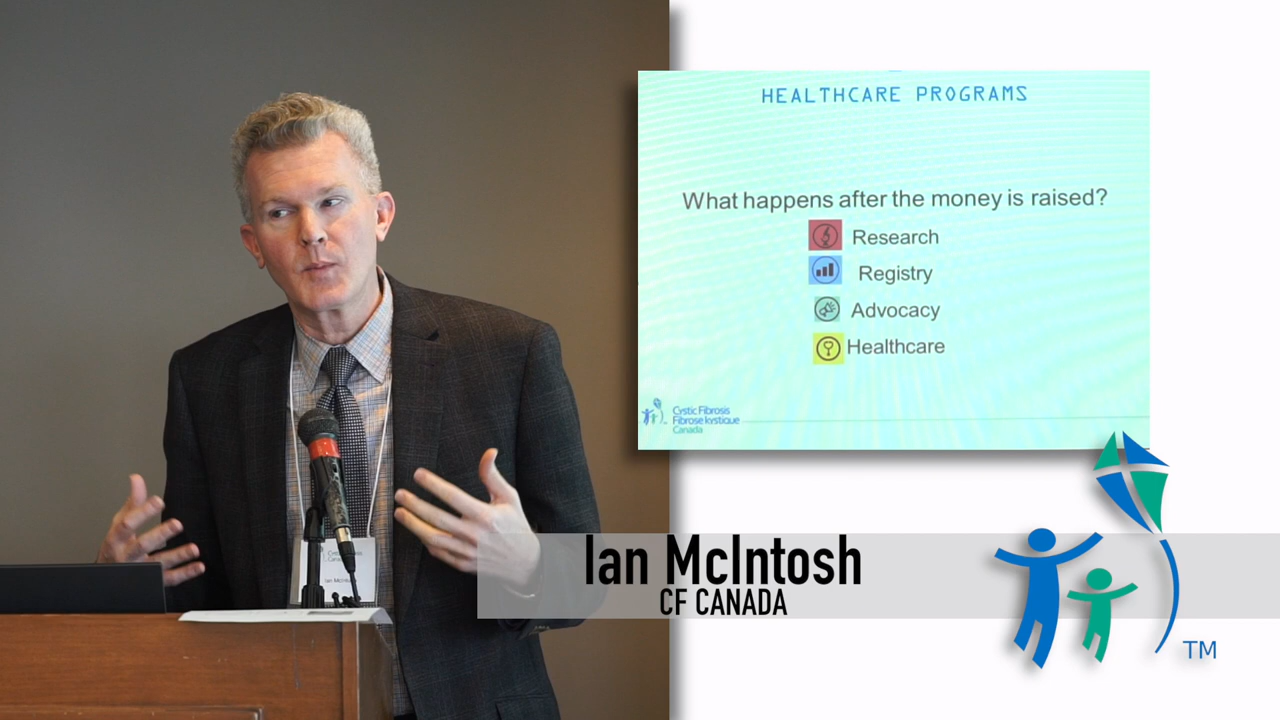 HEALTHCARE PROGRAMS
What happens after the money is raised?
Research
Registry
Advocacy
Healthcare
Cystic Fibrosis
Fibrose kystique
Canada
Ian McIntosh
CF CANADA
TM